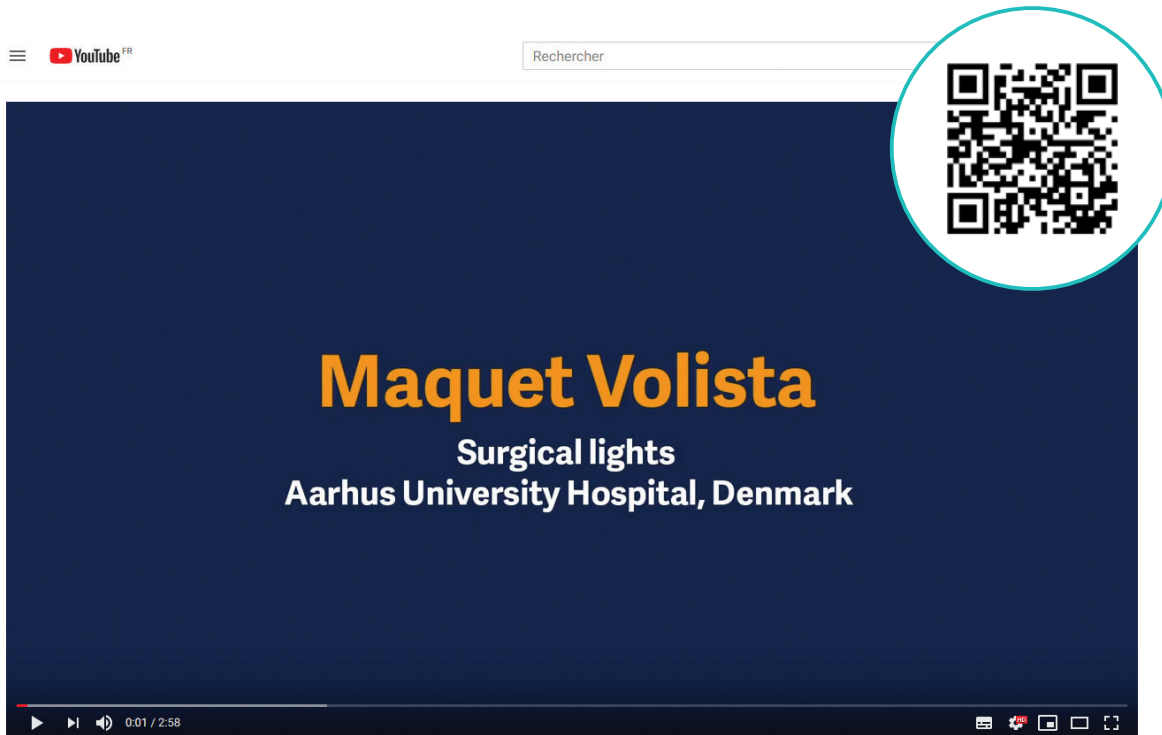 YouTube FR
Rechercher
Maquet Volista
Surgical lights
Aarhus University Hospital, Denmark
0:01 / 2:58
HD